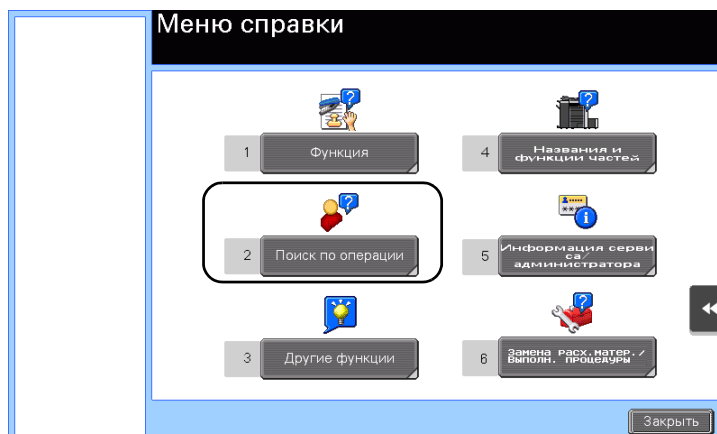 Меню справки
1 Функция
4 Названия и
функции частей
2 Поиск по операции
5 Информация серви
са/
администратора
3 Другие функции
6 Замена расх.матер./
Выполн. процедуры
Закрыть